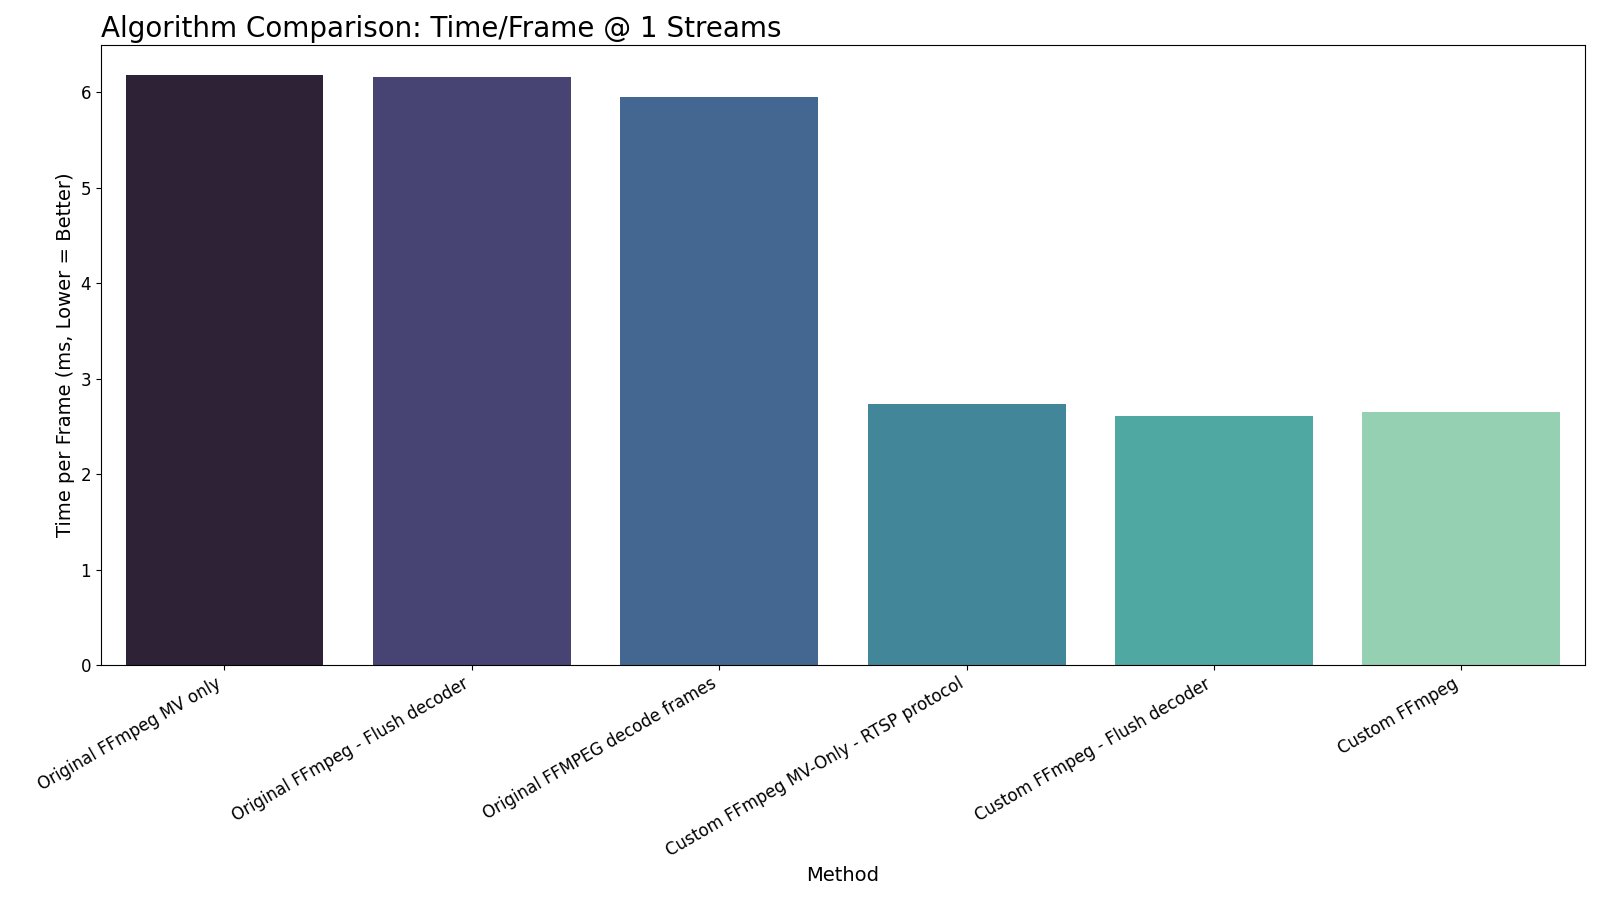 Algorithm Comparison: Time/Frame @ 1 Streams
Time per Frame (ms, Lower = Better)
6
5
4
3
2
1
0
Original FFmpeg MV only
Original FFmpeg - Flush decoder
Original FFMPEG decode frames
Custom FFmpeg MV-Only - RTSP protocol
Custom FFmpeg - Flush decoder
Custom FFmpeg
Method